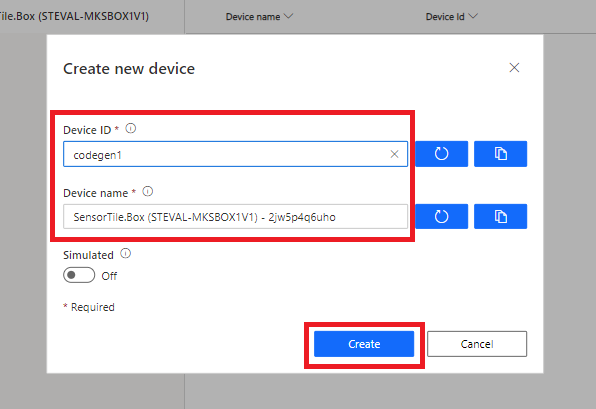 Tile.Box (STEVAL-MKSBOX1V1)
Device name
Device Id
Create new device
Device ID *
codegen1
Device name *
SensorTile.Box (STEVAL-MKSBOX1V1) - 2jw5p4q6uho
Simulated
Off
* Required
Create
Cancel